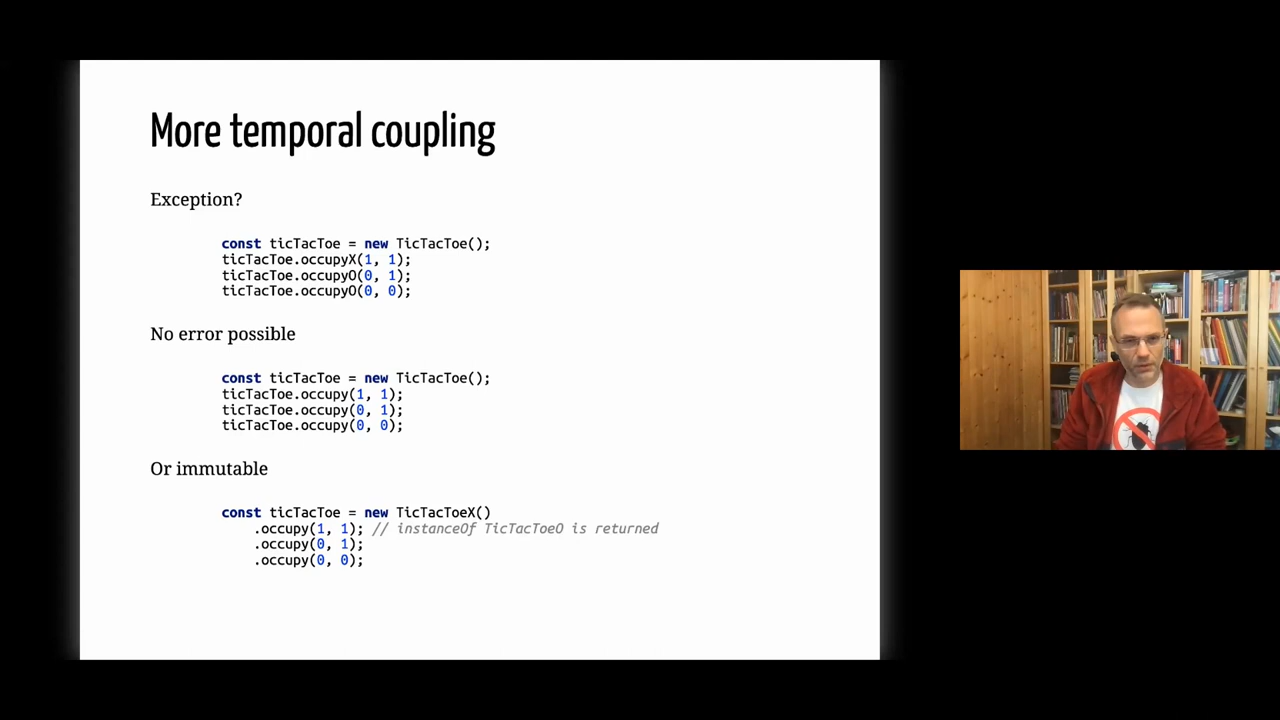 More temporal coupling
Exception?
const ticTacToe = new TicTacToe();
ticTacToe.occupyX(1, 1);
ticTacToe.occupyO(0, 1);
ticTacToe.occupyO(0, 0);
No error possible
const ticTacToe = new TicTacToe();
ticTacToe.occupy(1, 1);
ticTacToe.occupy(0, 1);
ticTacToe.occupy(0, 0);
Or immutable
const ticTacToe = new TicTacToeX()
.occupy(1, 1); // instanceOf TicTacToeO is returned
.occupy(0, 1);
.occupy(0, 0);